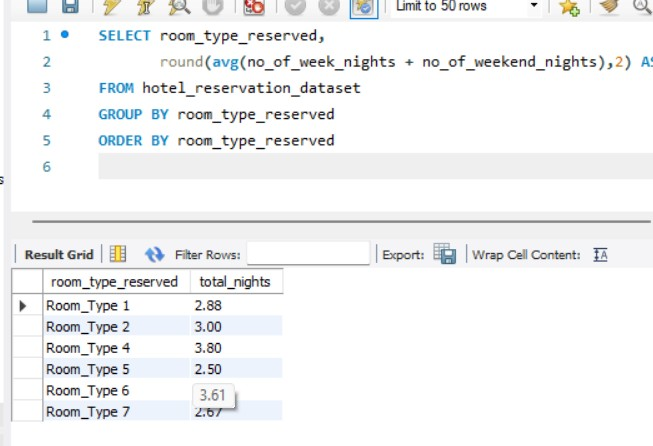 Limit to 50 rows
1 SELECT room_type_reserved,
2 round(avg(no_of_week_nights + no_of_weekend_nights),2) AS
3 FROM hotel_reservation_dataset
4 GROUP BY room_type_reserved
5 ORDER BY room_type_reserved
6
Result Grid Filter Rows: Export: Wrap Cell Content: IA
room_type_reserved total_nights
Room_Type 1 2.88
Room_Type 2 3.00
Room_Type 4 3.80
Room_Type 5 2.50
Room_Type 6 3.61
Room_Type 7 2.67